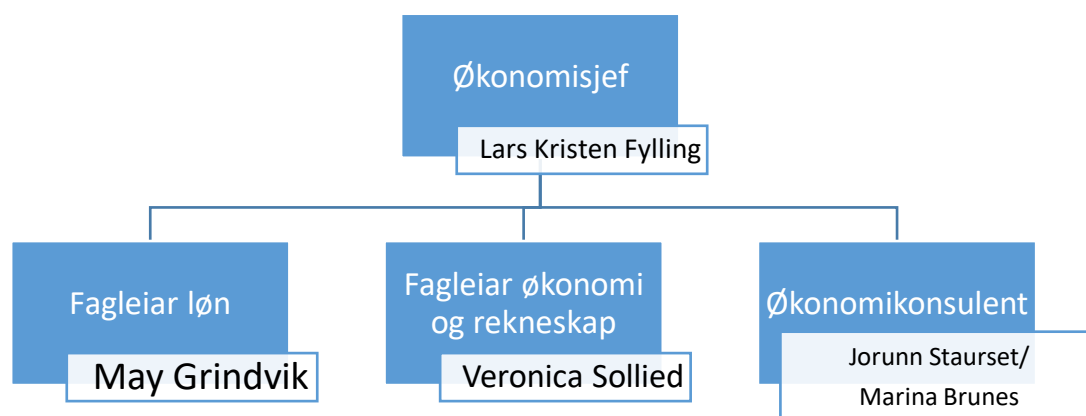 Økonomisjef
Lars Kristen Fylling
Fagleiar løn
May Grindvik
Fagleiar økonomi
og rekneskap
Veronica Sollied
Økonomikonsulent
Jorunn Staurset/
Marina Brunes